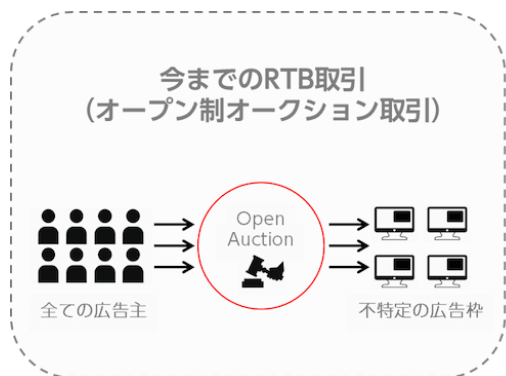 今までのRTB取引
（オープン制オークション取引）
Open
Auction
全ての広告主
不特定の広告枠